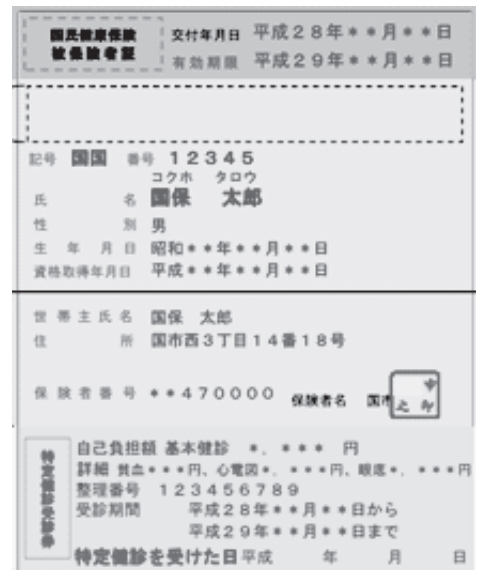 国民健康保険
被保険者証
交付年月日 平成28年**月**日
有効期限 平成29年**月**日
記号 国国 番号 12345
コクホ タロウ
氏名 国保 太郎
性別 男
生年月日 昭和**年**月**日
資格取得年月日 平成**年**月**日
世帯主氏名 国保 太郎
住所 国市西3丁目14番18号
保険者番号 **470000 保険者名 国市
特定健診受診券
自己負担額 基本健診 *,*** 円
詳細 貧血***円、心電図*,***円、眼底*,***円
整理番号 123456789
受診期間 平成28年**月**日から
平成29年**月**日まで
特定健診を受けた日 平成 年 月 日